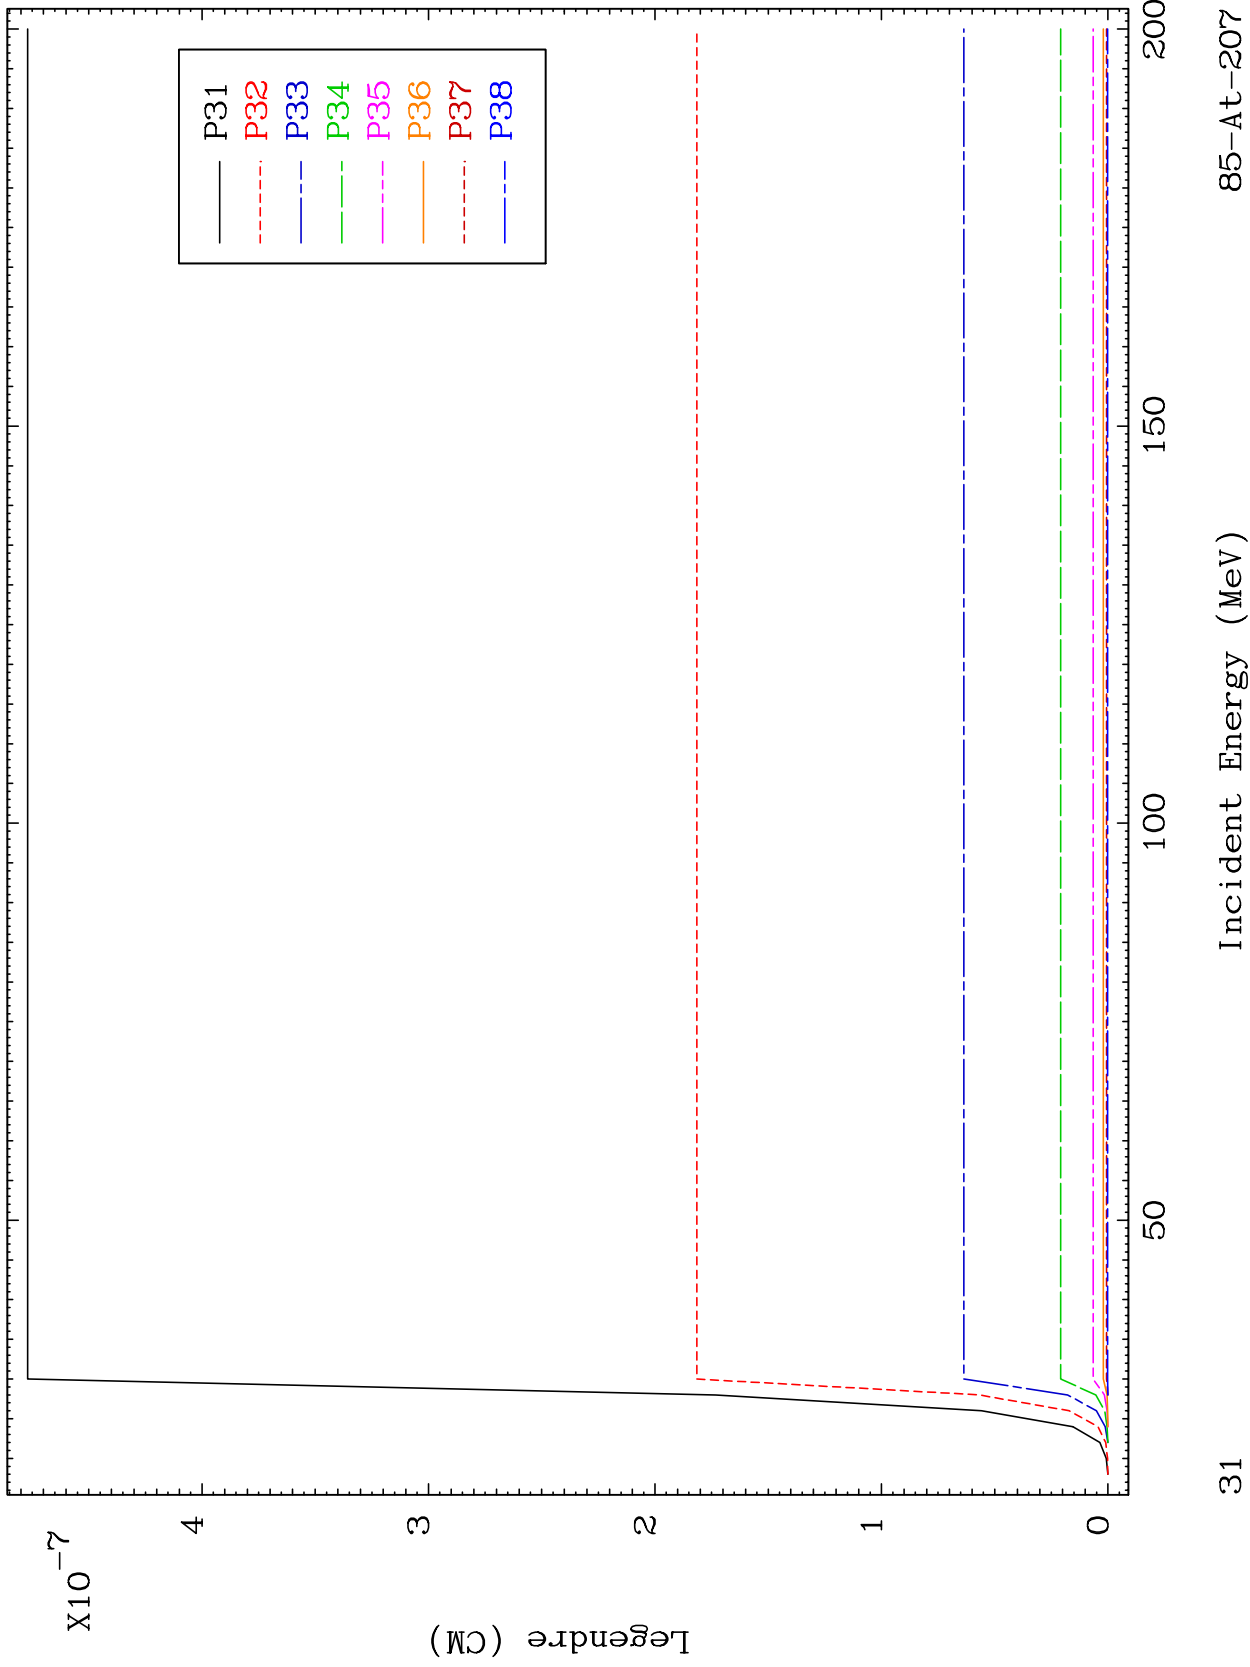 X10-7
Legendre (CM)
4
3
2
1
0
P31
P32
P33
P34
P35
P36
P37
P38
50
100
150
200
Incident Energy (MeV)
31
85-At-207